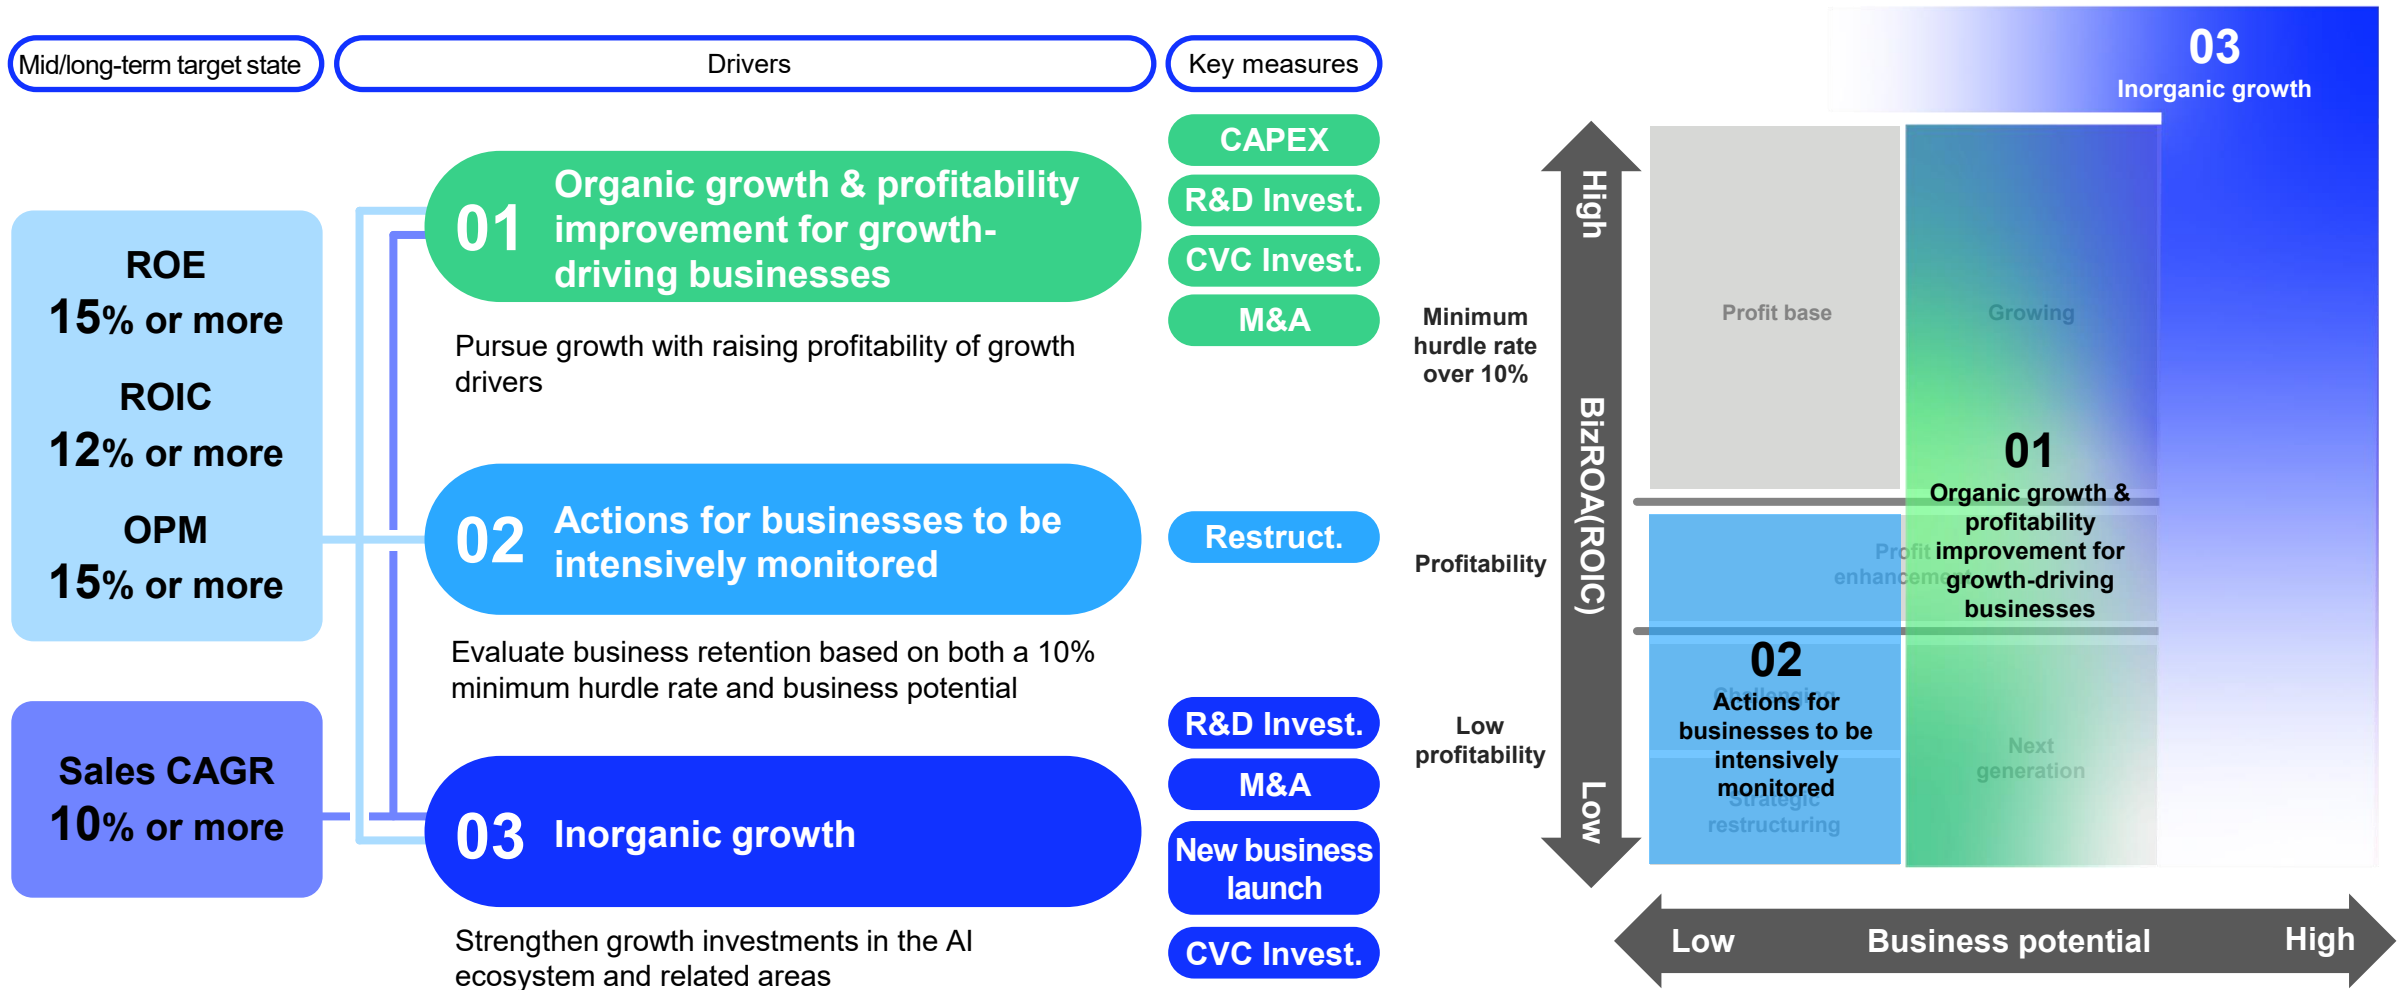 Mid/long-term target state
Drivers
Key measures
ROE
15% or more
ROIC
12% or more
OPM
15% or more
Sales CAGR
10% or more
01
Organic growth & profitability
improvement for growth-
driving businesses
Pursue growth with raising profitability of growth
drivers
CAPEX
R&D Invest.
CVC Invest.
M&A
02
Actions for businesses to be
intensively monitored
Evaluate business retention based on both a 10%
minimum hurdle rate and business potential
Restruct.
03
Inorganic growth
Strengthen growth investments in the AI
ecosystem and related areas
R&D Invest.
M&A
New business
launch
CVC Invest.
Minimum
hurdle rate
over 10%
Profitability
Low
profitability
High
BizROA(ROIC)
Low
03
Inorganic growth
Profit base
Growing
01
Organic growth &
profitability
improvement for
growth-driving
businesses
Profit
enhancement
02
Challenging
Actions for
businesses to be
intensively
monitored
Strategic
restructuring
Next
generation
Low
Business potential
High